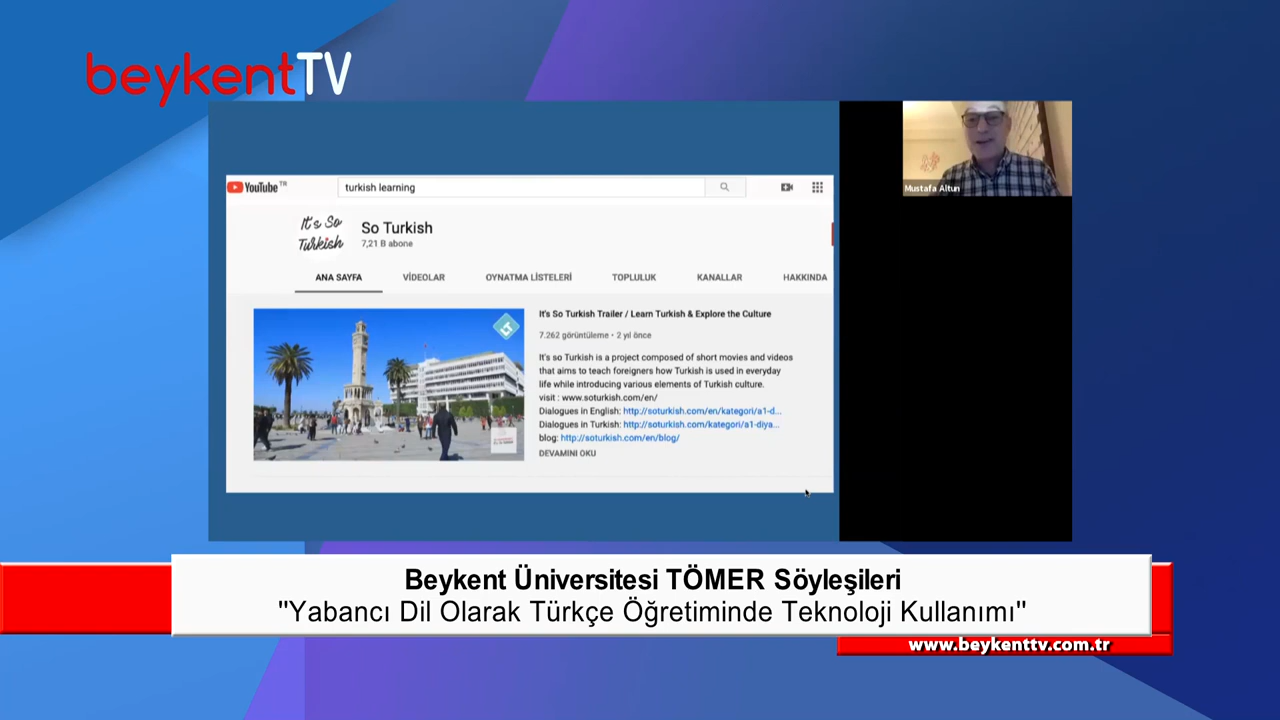 beykentTV
YouTube TR
turkish learning
It's So
Turkish
So Turkish
7,21 B abone
ANA SAYFA VİDEOLAR OYNATMA LİSTELERİ TOPLULUK KANALLAR HAKKINDA
It's So Turkish Trailer / Learn Turkish & Explore the Culture
7.262 görüntüleme • 2 yıl önce
It's so Turkish is a project composed of short movies and videos
that aims to teach foreigners how Turkish is used in everyday
life while introducing various elements of Turkish culture.
visit : www.soturkish.com/en/
Dialogues in English: http://soturkish.com/en/kategori/a1-d...
Dialogues in Turkish: http://soturkish.com/kategori/a1-diya...
blog: http://soturkish.com/en/blog/
DEVAMINI OKU
Mustafa Altun
Beykent Üniversitesi TÖMER Söyleşileri
"Yabancı Dil Olarak Türkçe Öğretiminde Teknoloji Kullanımı"
www.beykenttv.com.tr